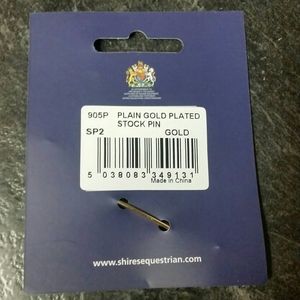 905P PLAIN GOLD PLATED
STOCK PIN
SP2 GOLD
5 038083 349131
Made in China
www.shiresequestrian.com